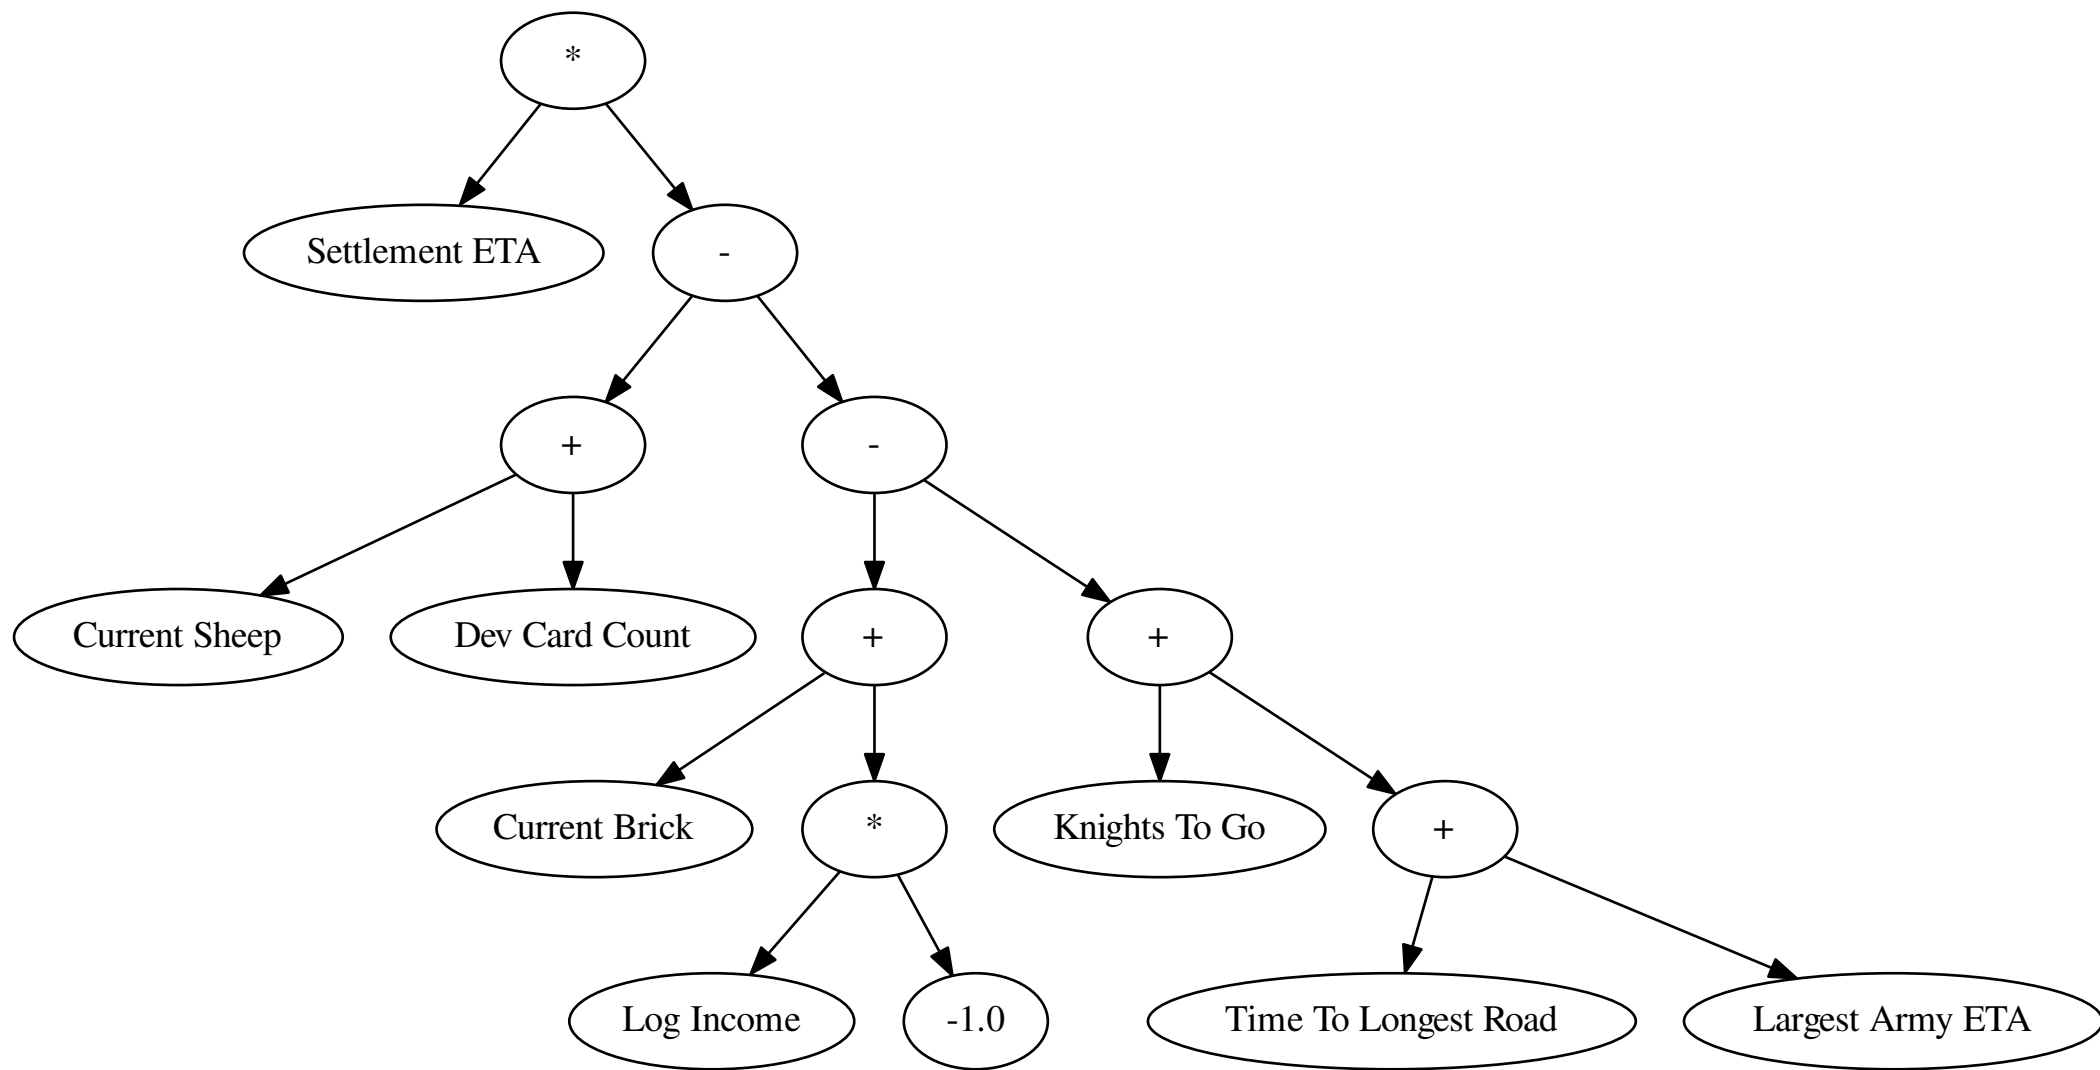 *
Settlement ETA
-
+
-
Current Sheep
Dev Card Count
+
+
Current Brick
*
Knights To Go
+
Log Income
-1.0
Time To Longest Road
Largest Army ETA